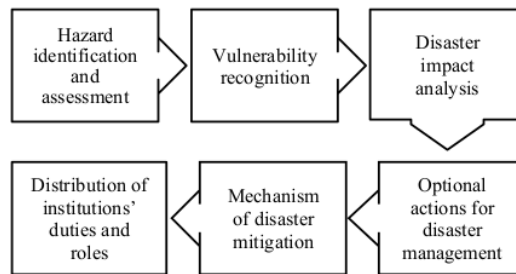 Hazard
identification
and
assessment
Vulnerability
recognition
Disaster
impact
analysis
Optional
actions for
disaster
management
Mechanism
of disaster
mitigation
Distribution of
institutions'
duties and
roles